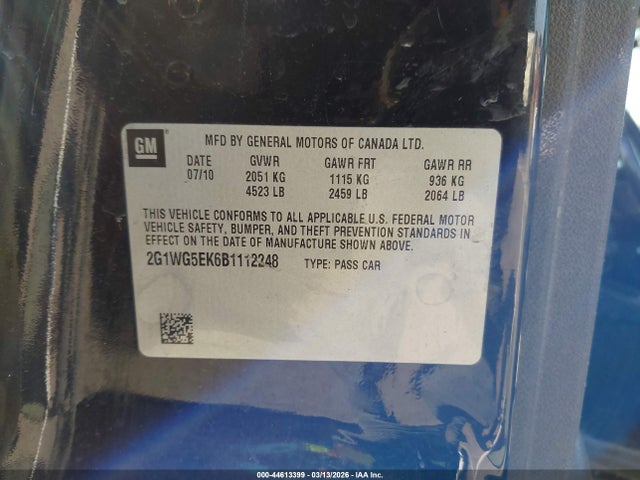 GM
MFD BY GENERAL MOTORS OF CANADA LTD.
DATE GVWR GAWR FRT GAWR RR
07/10 2051 KG 1115 KG 936 KG
4523 LB 2459 LB 2064 LB
THIS VEHICLE CONFORMS TO ALL APPLICABLE U.S. FEDERAL MOTOR
VEHICLE SAFETY, BUMPER, AND THEFT PREVENTION STANDARDS IN
EFFECT ON THE DATE OF MANUFACTURE SHOWN ABOVE.
2G1WG5EK6B1112248 TYPE: PASS CAR
000-44613399 | 03/13/2026 | IAA Inc.